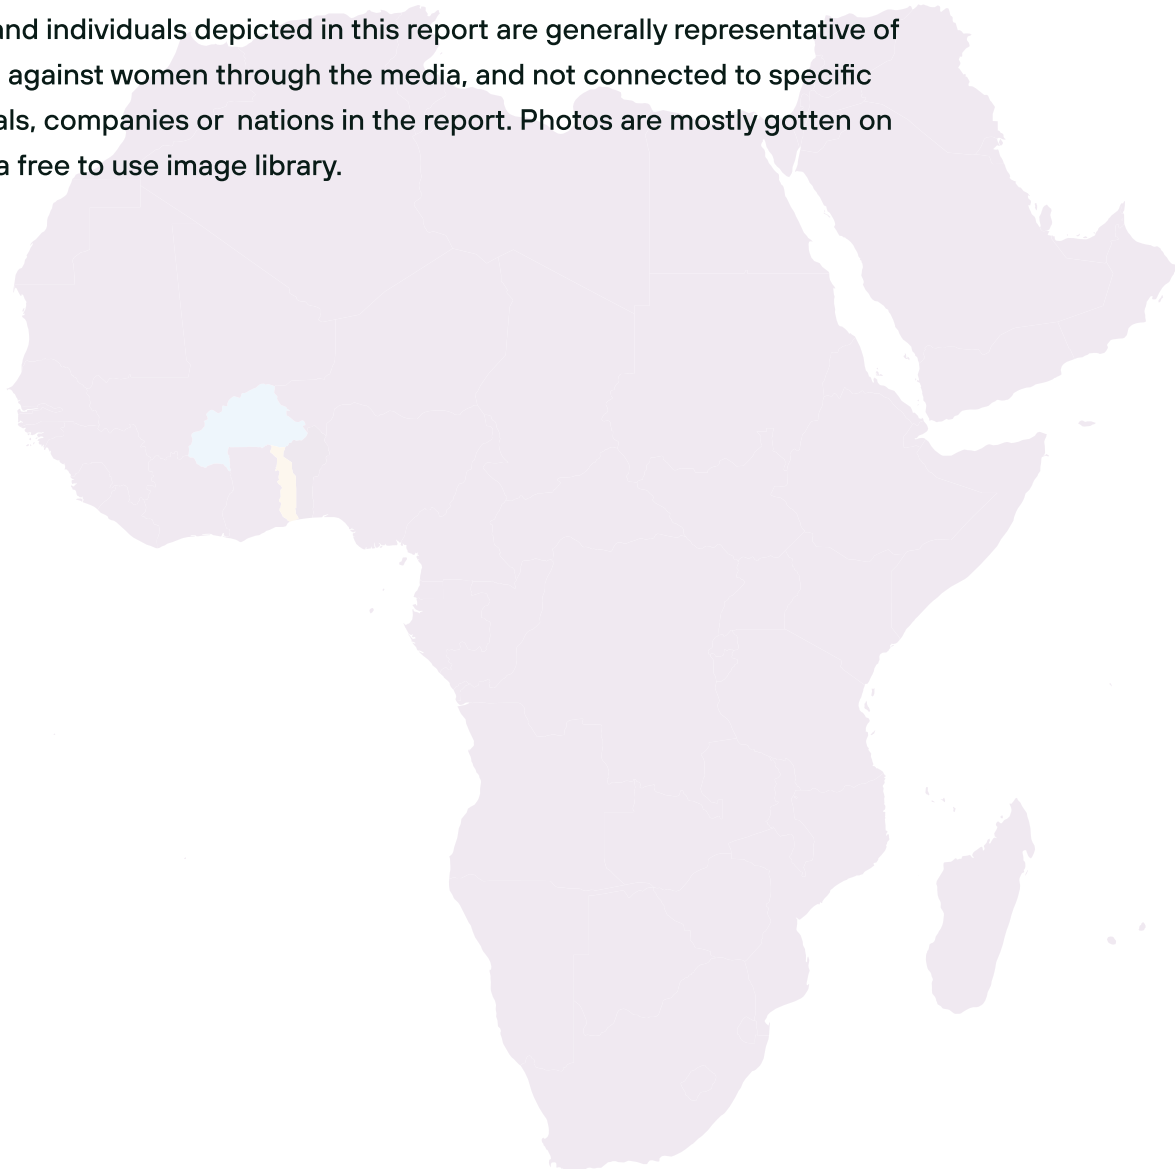 and individuals depicted in this report are generally representative of
against women through the media, and not connected to specific
als, companies or  nations in the report. Photos are mostly gotten on
a free to use image library.